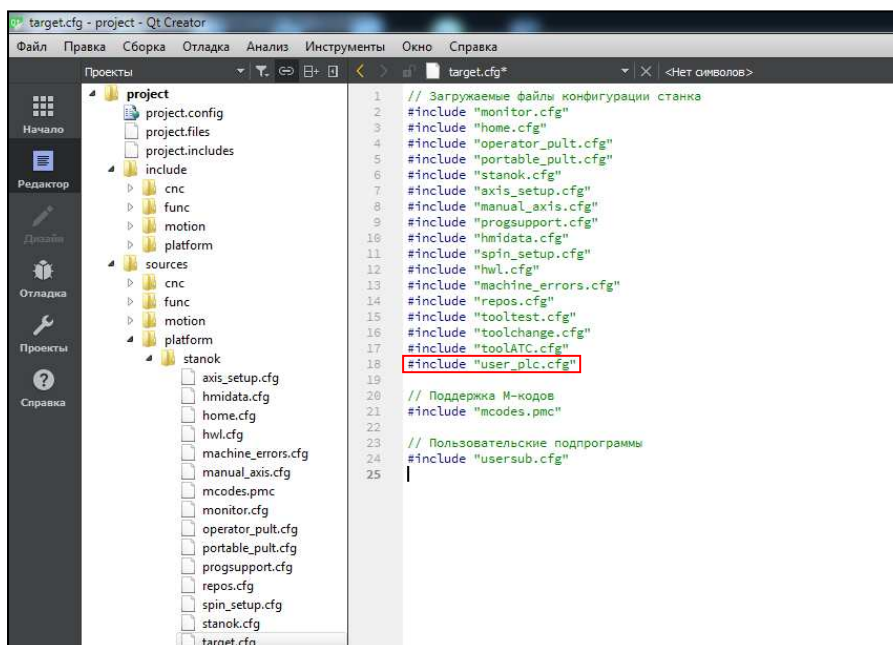 target.cfg - project - Qt Creator
Файл Правка Сборка Отладка Анализ Инструменты Окно Справка
Проекты
target.cfg*
<Нет символов>
Начало
Редактор
Дизайн
Отладка
Проекты
Справка
project
project.config
project.files
project.includes
include
cnc
func
motion
platform
sources
cnc
func
motion
platform
stanok
axis_setup.cfg
hmidata.cfg
home.cfg
hwl.cfg
machine_errors.cfg
manual_axis.cfg
mcodes.pmc
monitor.cfg
operator_pult.cfg
portable_pult.cfg
progsupport.cfg
repos.cfg
spin_setup.cfg
stanok.cfg
target.cfg
1 // Загружаемые файлы конфигурации станка
2 #include "monitor.cfg"
3 #include "home.cfg"
4 #include "operator_pult.cfg"
5 #include "portable_pult.cfg"
6 #include "stanok.cfg"
7 #include "axis_setup.cfg"
8 #include "manual_axis.cfg"
9 #include "progsupport.cfg"
10 #include "hmidata.cfg"
11 #include "spin_setup.cfg"
12 #include "hwl.cfg"
13 #include "machine_errors.cfg"
14 #include "repos.cfg"
15 #include "tooltest.cfg"
16 #include "toolchange.cfg"
17 #include "toolATC.cfg"
18 #include "user_plc.cfg"
19
20 // Поддержка М-кодов
21 #include "mcodes.pmc"
22
23 // Пользовательские подпрограммы
24 #include "usersub.cfg"
25